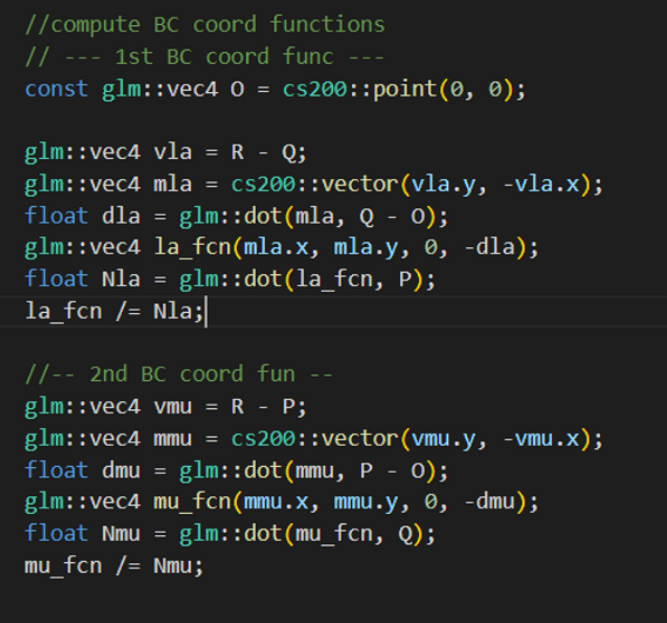 //compute BC coord functions
// --- 1st BC coord func ---
const glm::vec4 O = cs200::point(0, 0);
glm::vec4 vla = R - Q;
glm::vec4 mla = cs200::vector(vla.y, -vla.x);
float dla = glm::dot(mla, Q - O);
glm::vec4 la_fcn(mla.x, mla.y, 0, -dla);
float Nla = glm::dot(la_fcn, P);
la_fcn /= Nla;
//-- 2nd BC coord fun --
glm::vec4 vmu = R - P;
glm::vec4 mmu = cs200::vector(vmu.y, -vmu.x);
float dmu = glm::dot(mmu, P - O);
glm::vec4 mu_fcn(mmu.x, mmu.y, 0, -dmu);
float Nmu = glm::dot(mu_fcn, Q);
mu_fcn /= Nmu;